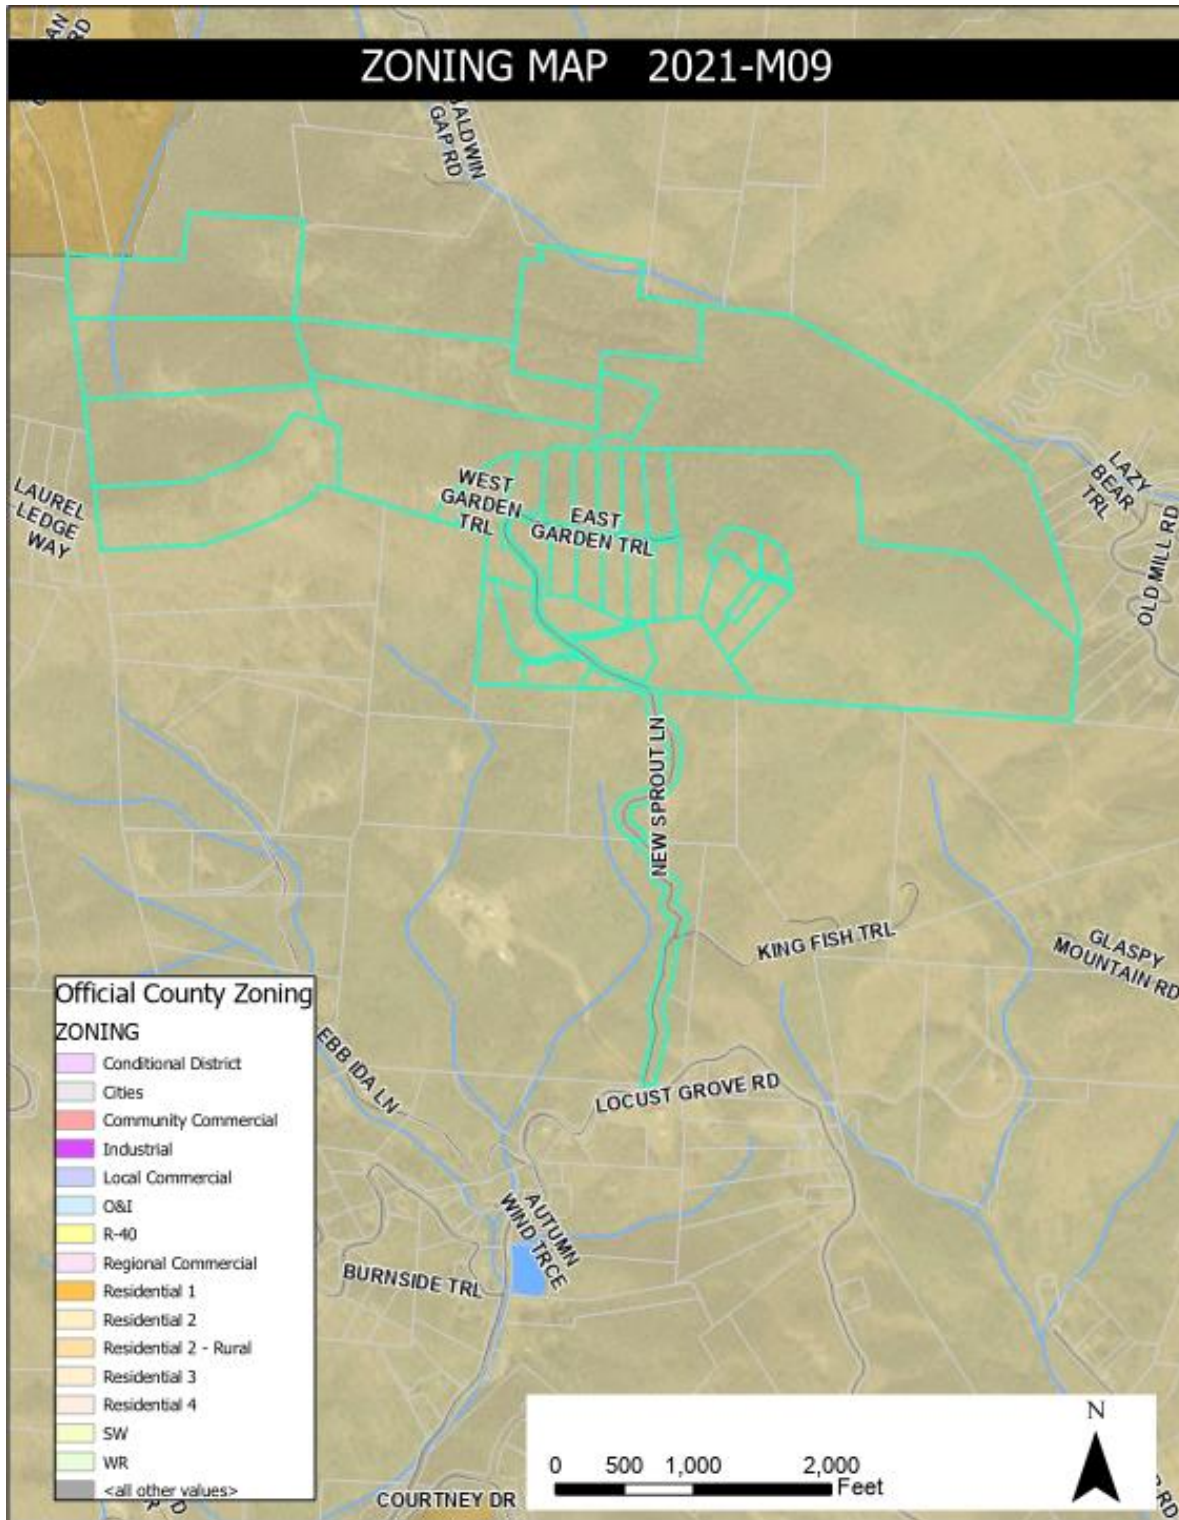 RD
ZONING MAP 2021-M09
BALDWIN
GAP RD
WEST
GARDEN
TRL
EAST
GARDEN TRL
LAUREL
LEDGE
WAY
LAZY
BEAR
TRL
OLD MILL RD
NEW SPROUT LN
KING FISH TRL
GLASPY
MOUNTAIN RD
EBB IDA LN
LOCUST GROVE RD
AUTUMN
WIND TRCE
BURNSIDE TRL
Official County Zoning
ZONING
Conditional District
Cities
Community Commercial
Industrial
Local Commercial
O&I
R-40
Regional Commercial
Residential 1
Residential 2
Residential 2 - Rural
Residential 3
Residential 4
SW
WR
<all other values>
COURTNEY DR
N
0 500 1,000 2,000
Feet
RD